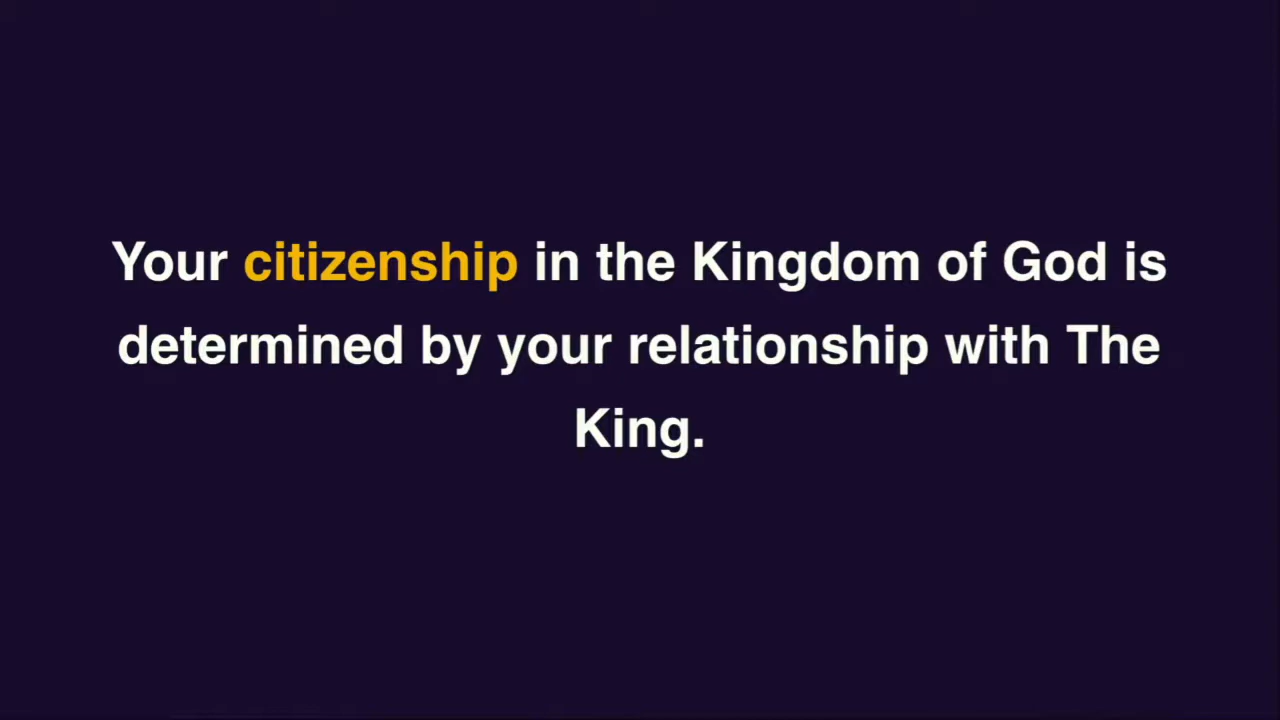 Your citizenship in the Kingdom of God is
determined by your relationship with The
King.